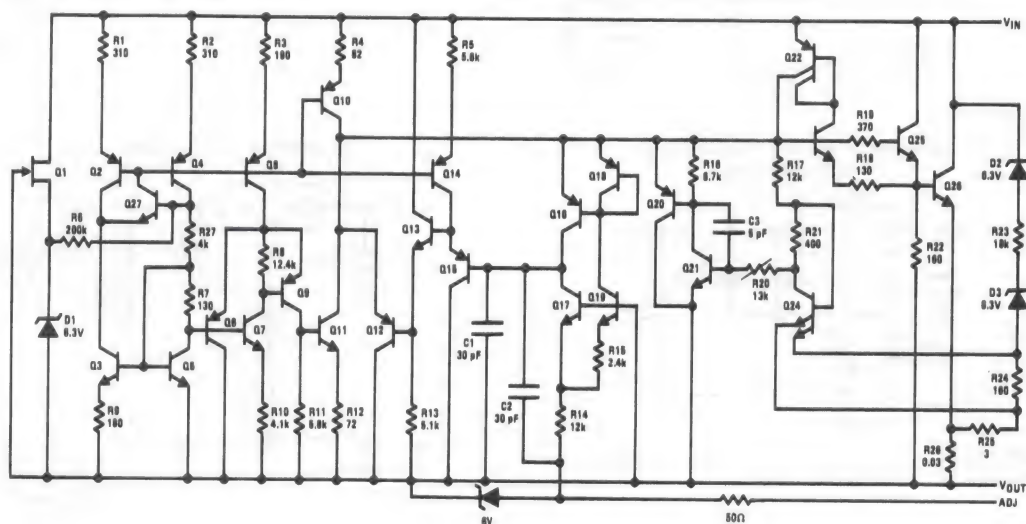 VIN
R1
310
R2
310
R3
190
R4
82
R5
5.6k
Q22
Q10
R19
370
Q25
D2
6.3V
Q1
Q2
Q4
Q6
Q14
Q18
R16
6.7k
R17
12k
R18
130
Q26
Q27
R6
200k
R27
4k
Q13
Q16
Q20
C3
5 pF
R21
400
R22
160
R23
18k
R8
12.4k
Q9
Q15
Q21
R20
13k
D3
6.3V
D1
6.3V
R7
130
Q8
Q7
Q11
Q12
C1
30 pF
Q17
Q19
Q24
Q3
Q5
R15
2.4k
R24
160
R9
180
R10
4.1k
R11
5.8k
R12
72
R13
5.1k
C2
30 pF
R14
12k
R26
0.03
R25
3
VOUT
ADJ
6V
50Ω